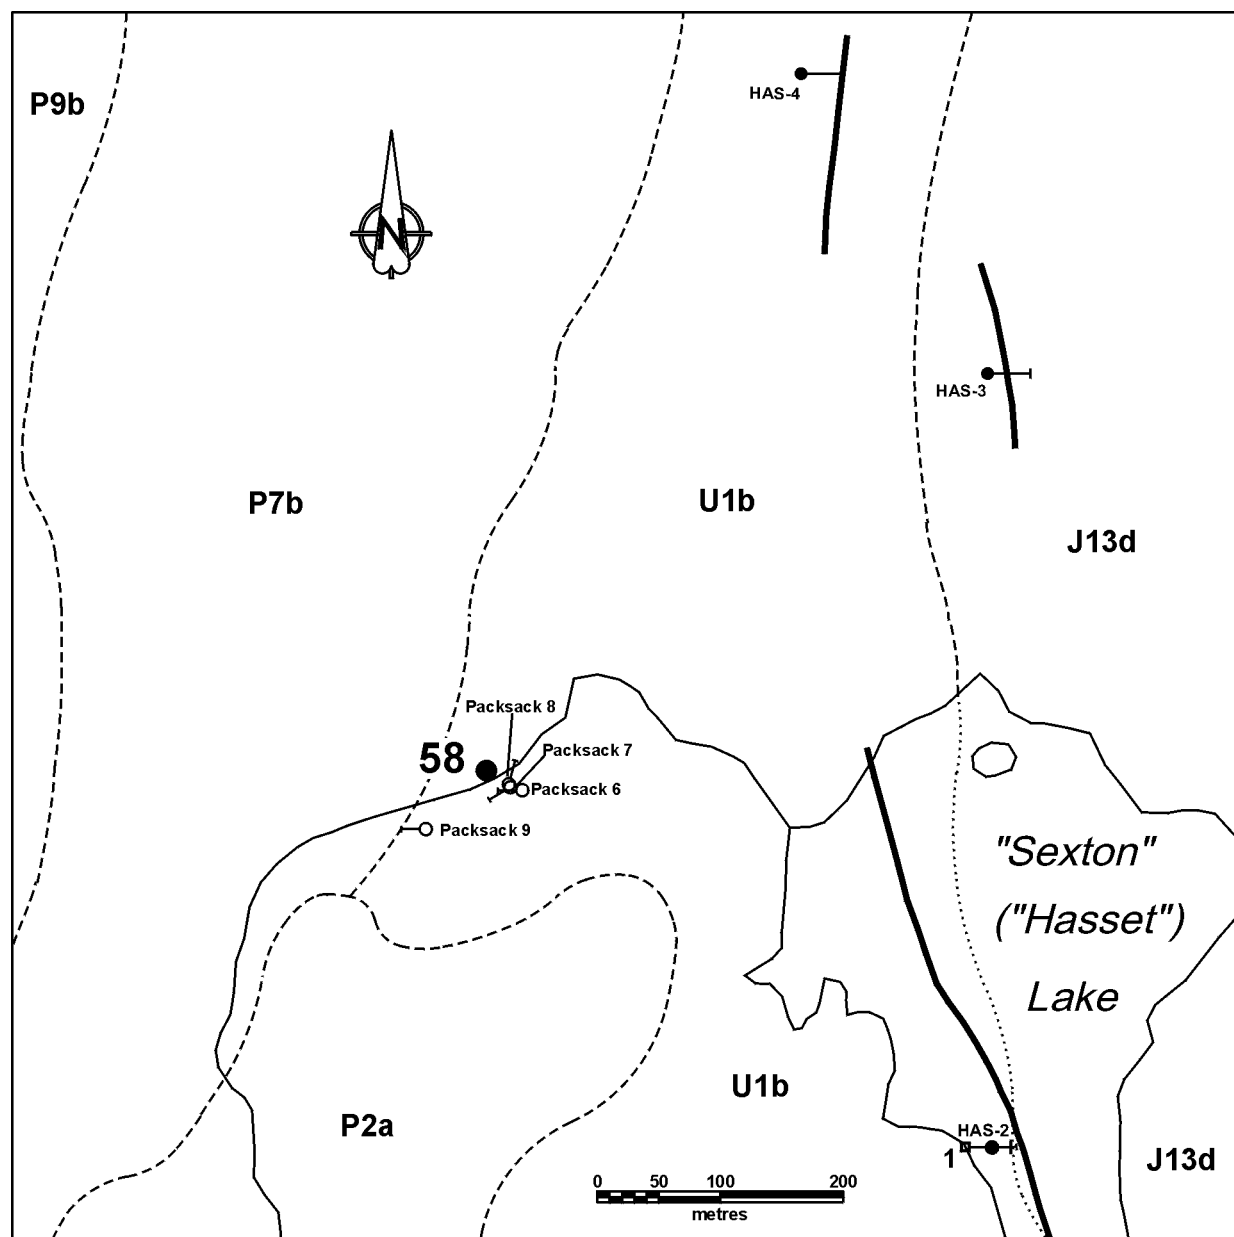 HAS-4
P9b
N
HAS-3
P7b
U1b
J13d
Packsack 8
58
Packsack 7
Packsack 6
Packsack 9
"Sexton"
("Hasset")
Lake
U1b
P2a
HAS-2
1
J13d
0 50 100 200
metres